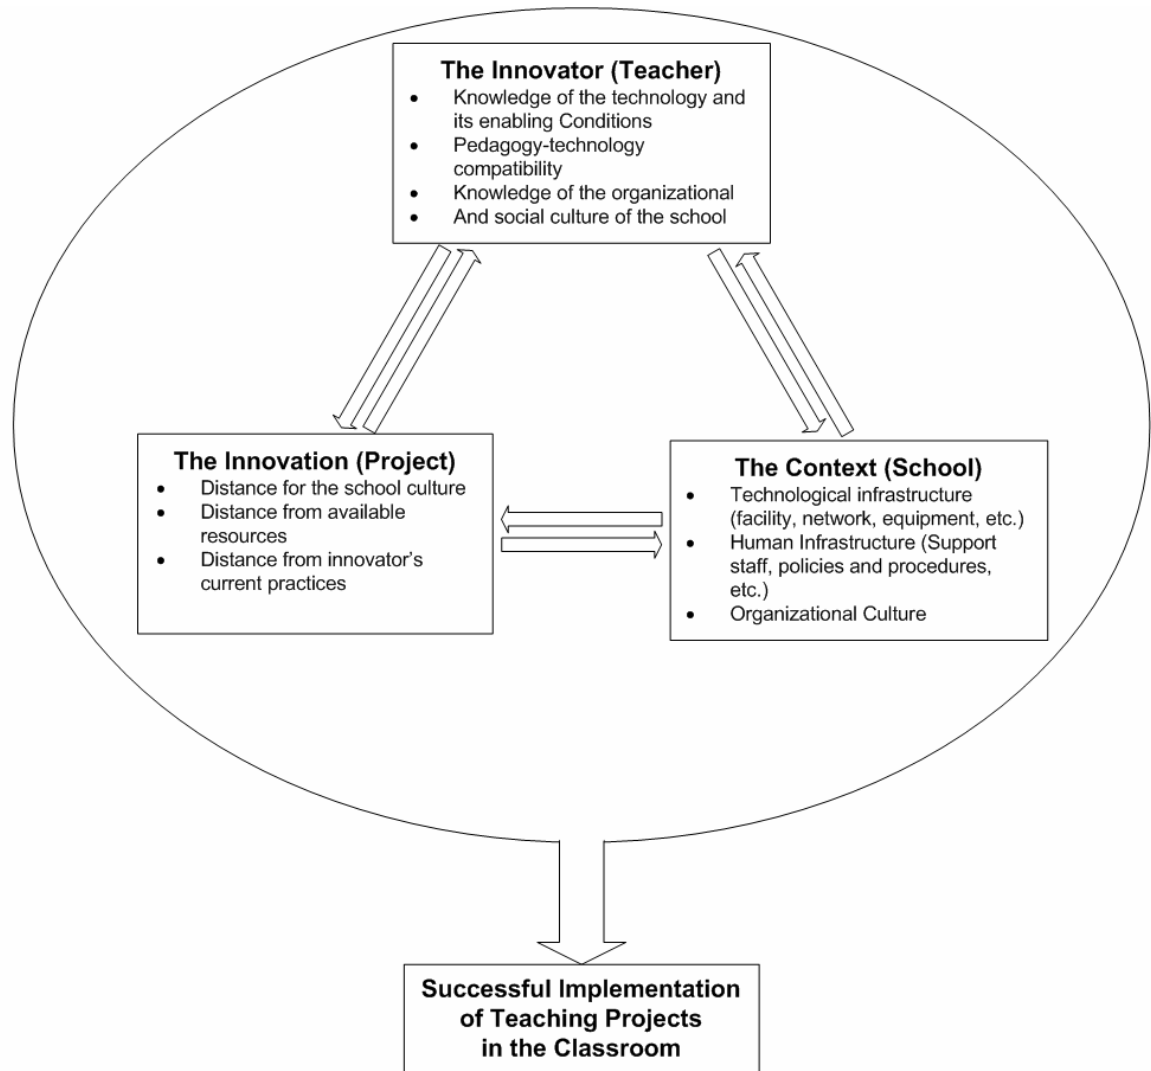 The Innovator (Teacher)
• Knowledge of the technology and
its enabling Conditions
• Pedagogy-technology
compatibility
• Knowledge of the organizational
• And social culture of the school
The Innovation (Project)
• Distance for the school culture
• Distance from available
resources
• Distance from innovator's
current practices
The Context (School)
• Technological infrastructure
(facility, network, equipment, etc.)
• Human Infrastructure (Support
staff, policies and procedures,
etc.)
• Organizational Culture
Successful Implementation
of Teaching Projects
in the Classroom